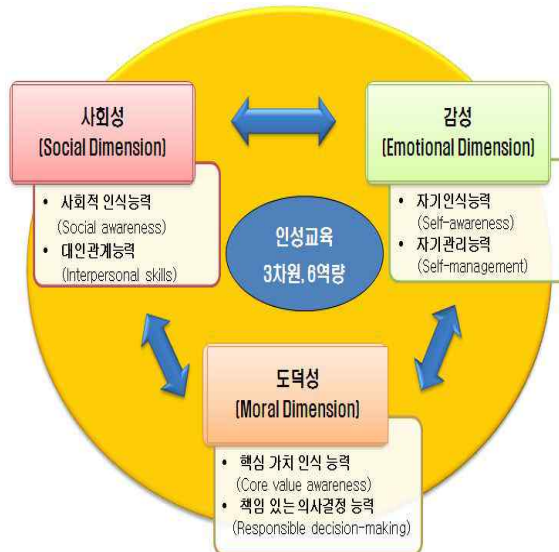 사회성
(Social Dimension)
• 사회적 인식능력
(Social awareness)
• 대인관계능력
(Interpersonal skills)
감성
(Emotional Dimension)
• 자기인식능력
(Self-awareness)
• 자기관리능력
(Self-management)
인성교육
3차원, 6역량
도덕성
(Moral Dimension)
• 핵심 가치 인식 능력
(Core value awareness)
• 책임 있는 의사결정 능력
(Responsible decision-making)